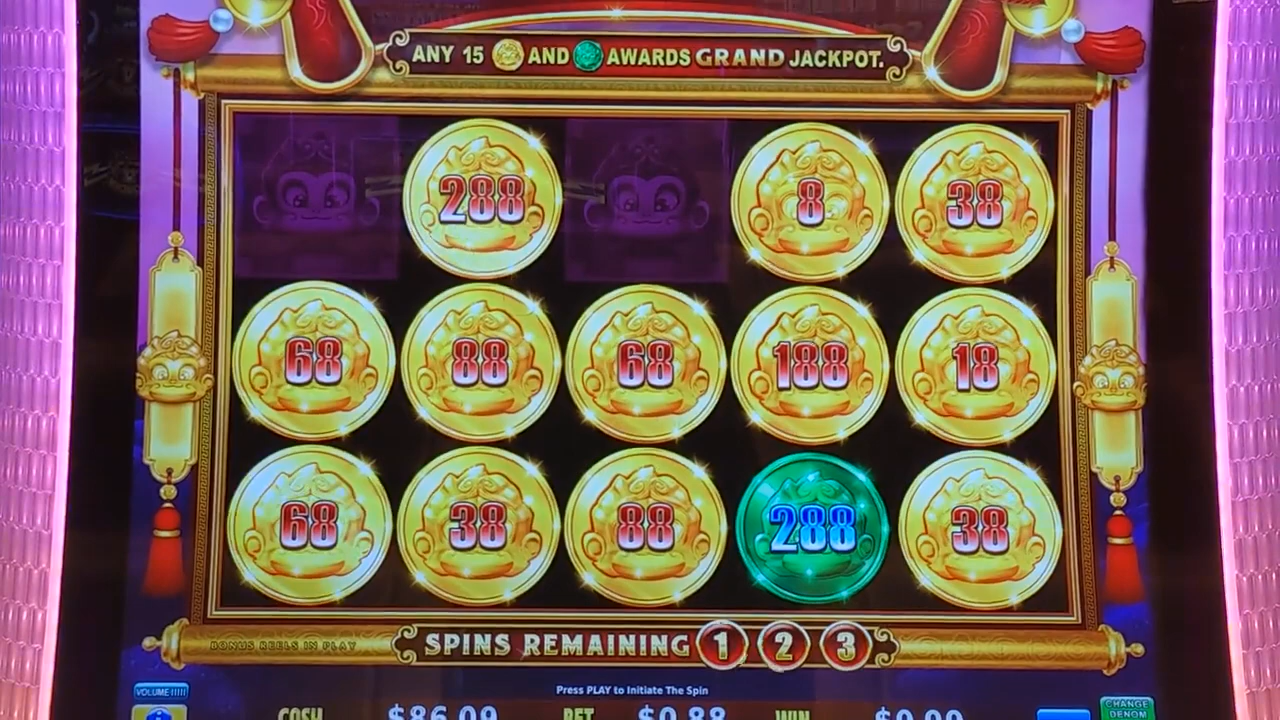 ANY 15 AND AWARDS GRAND JACKPOT.
288 8 38
68 88 68 188 18
68 38 88 288 38
BONUS REELS IN PLAY
SPINS REMAINING 1 2 3
Press PLAY to Initiate The Spin
VOLUME
CHANGE
DENOM
CASH $86.09 BET $0.88 WIN